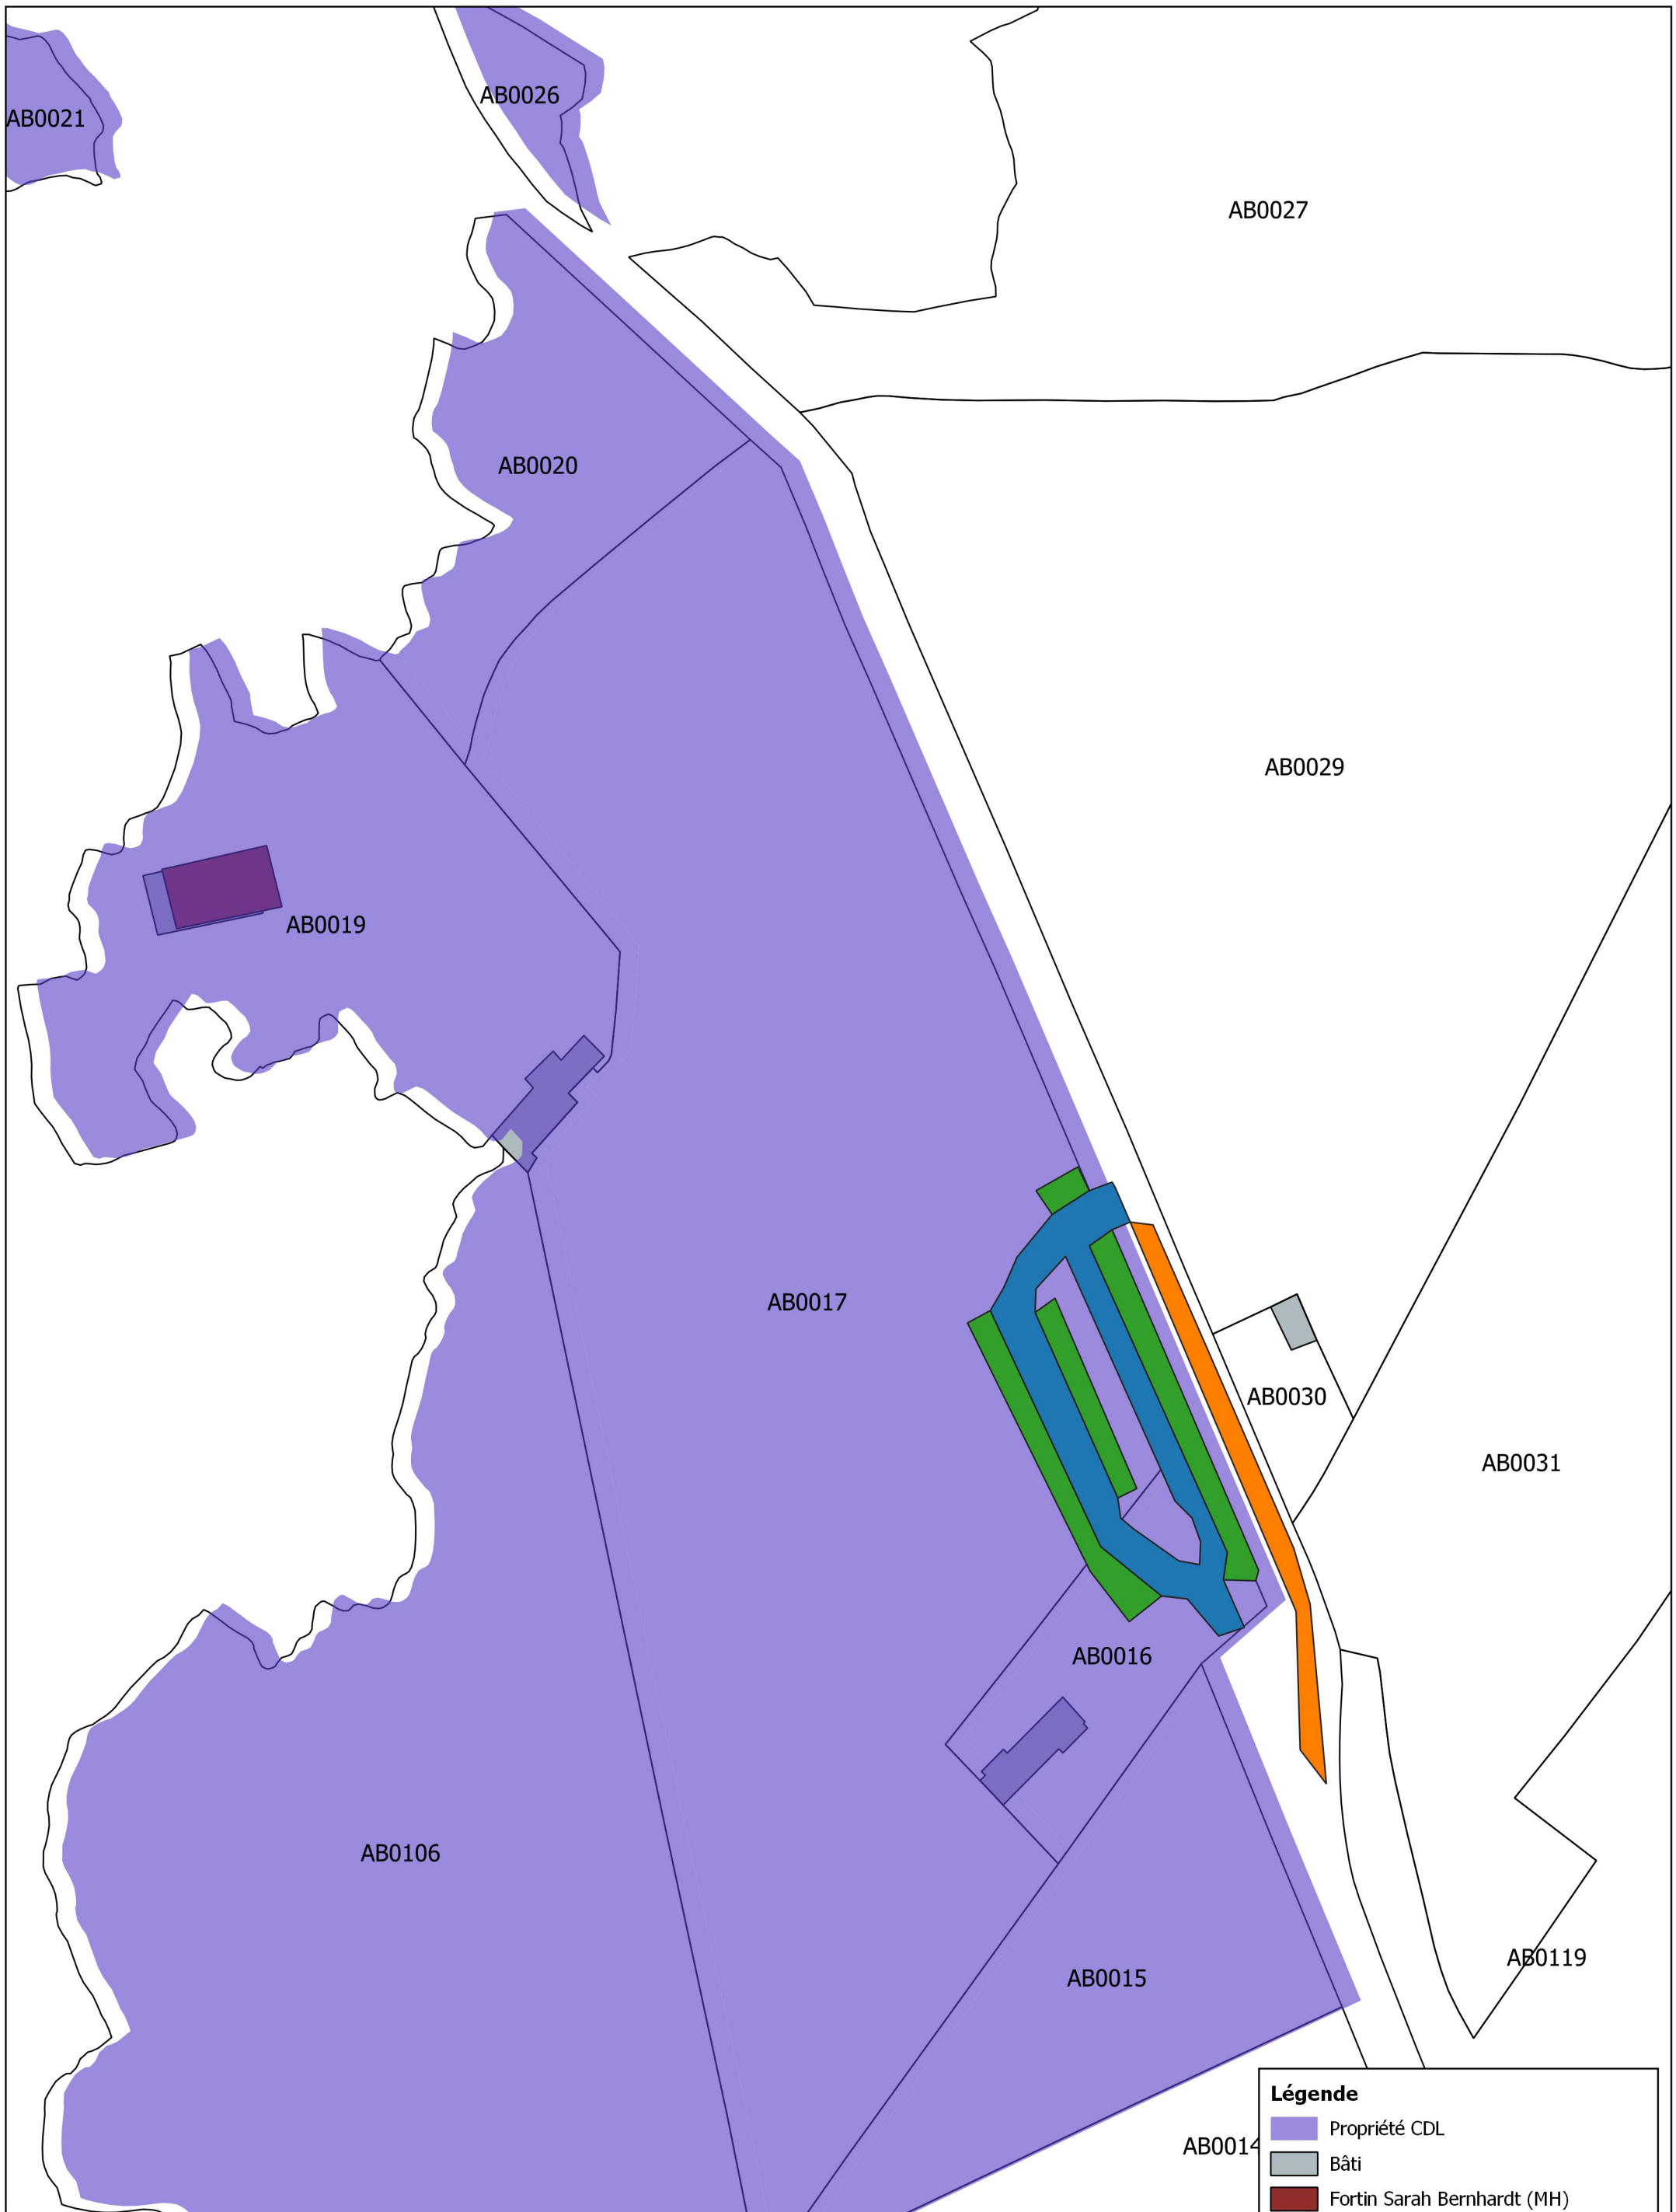 AB0026
AB0021
AB0027
AB0020
AB0029
AB0019
AB0017
AB0030
AB0031
AB0016
AB0106
AB0119
AB0015
AB0014
Légende
Propriété CDL
Bâti
Fortin Sarah Bernhardt (MH)